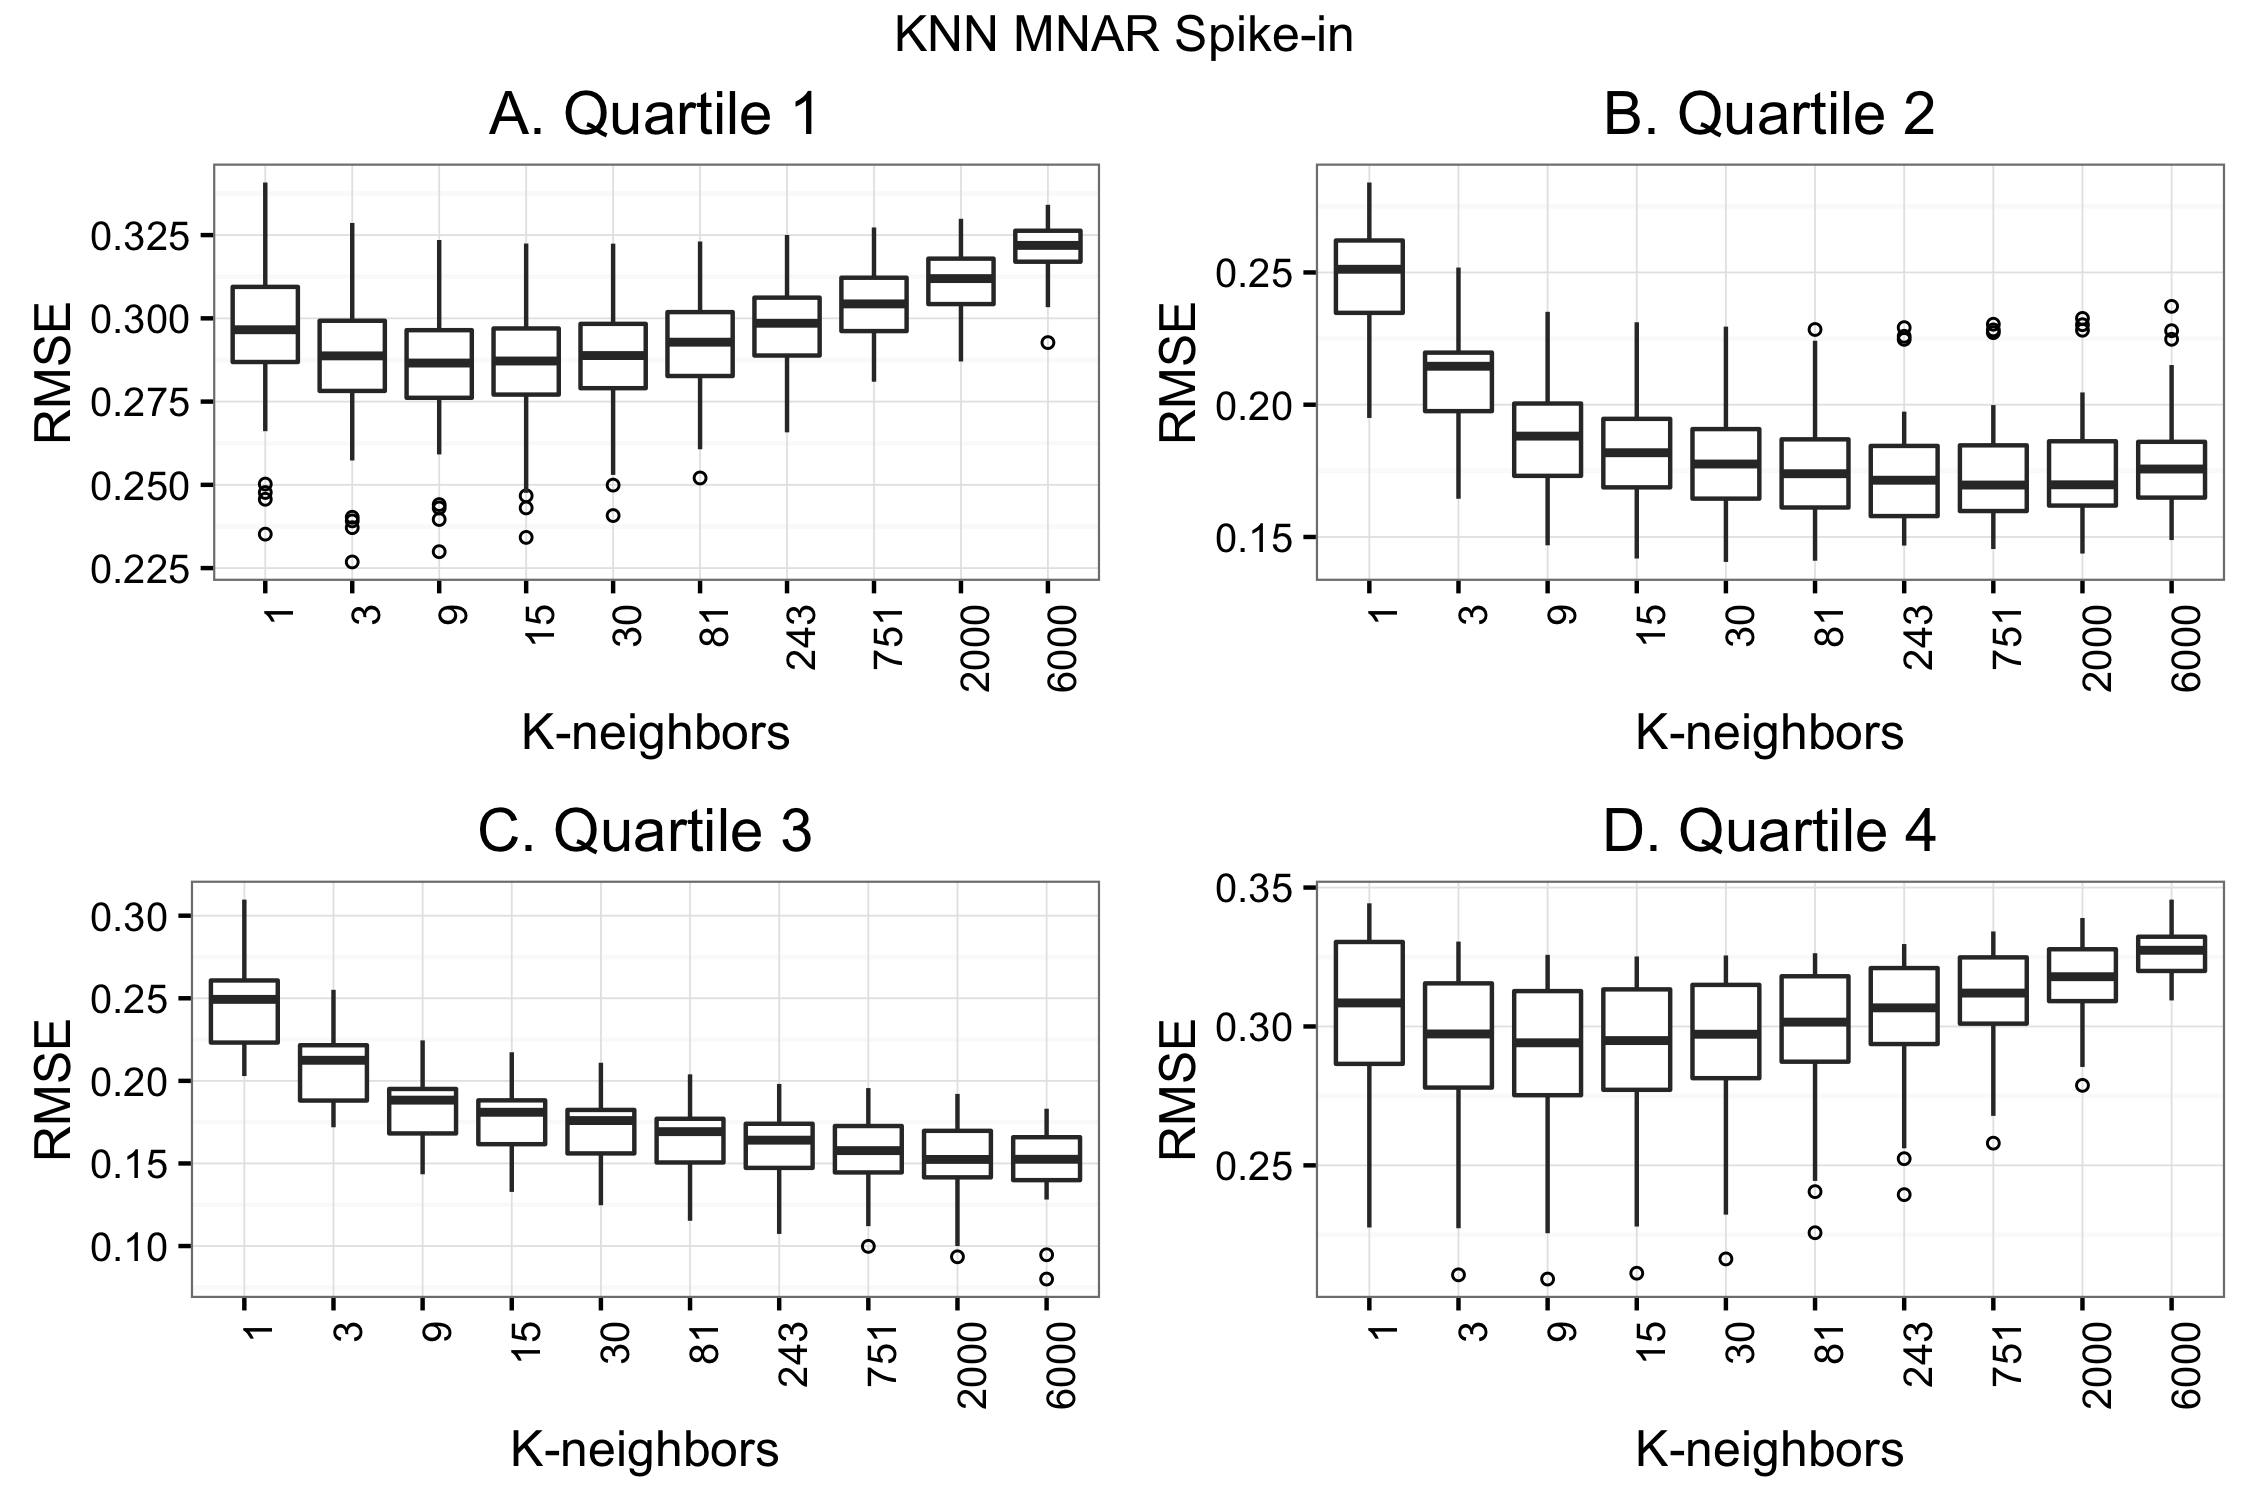 KNN MNAR Spike-in
A. Quartile 1
RMSE
0.325
0.300
0.275
0.250
0.225
1 3 9 15 30 81 243 751 2000 6000
K-neighbors
B. Quartile 2
RMSE
0.25
0.20
0.15
1 3 9 15 30 81 243 751 2000 6000
K-neighbors
C. Quartile 3
RMSE
0.30
0.25
0.20
0.15
0.10
1 3 9 15 30 81 243 751 2000 6000
K-neighbors
D. Quartile 4
RMSE
0.35
0.30
0.25
1 3 9 15 30 81 243 751 2000 6000
K-neighbors